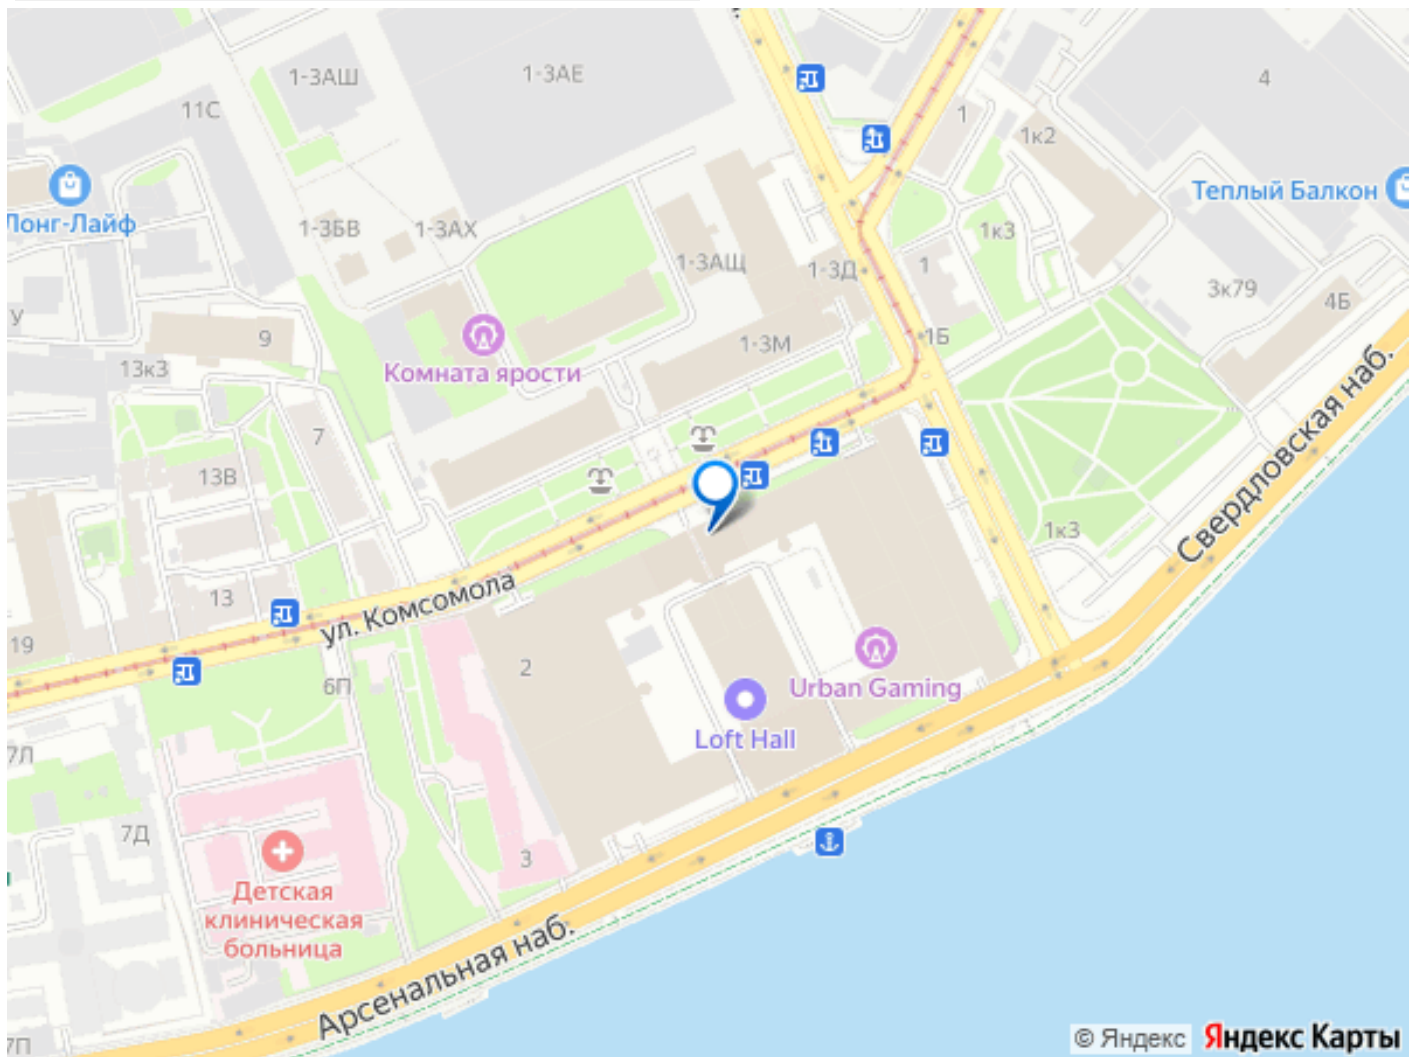 1-3АШ
1-3АЕ
4
11С
1
1к2
Лонг-Лайф
Теплый Балкон
1-3БВ
1-3АХ
1к3
1-3АЩ
1-3Д
1
3к79
4Б
У
9
1-3М
1Б
13к3
Комната ярости
Свердловская наб.
7
13В
1к3
13
ул. Комсомола
19
2
6П
Urban Gaming
Loft Hall
7Л
7Д
3
Детская
клиническая
больница
Арсенальная наб.
7П
© Яндекс
Яндекс Карты